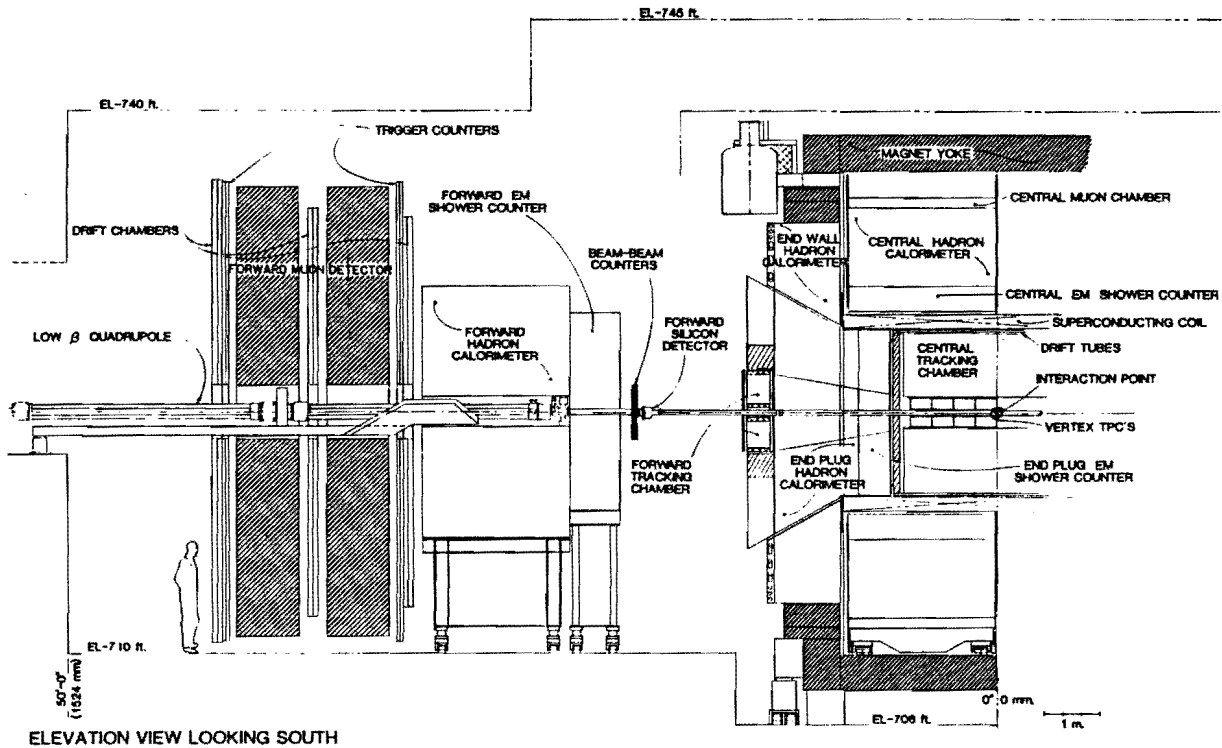 EL-746 ft.
EL-740 ft.
TRIGGER COUNTERS
MAGNET YOKE
FORWARD EM
SHOWER COUNTER
CENTRAL MUON CHAMBER
DRIFT CHAMBERS
BEAM-BEAM
COUNTERS
END WALL
HADRON
CALORIMETER
CENTRAL HADRON
CALORIMETER
FORWARD MUON DETECTOR
CENTRAL EM SHOWER COUNTER
LOW β QUADRUPOLE
FORWARD
HADRON
CALORIMETER
FORWARD
SILICON
DETECTOR
SUPERCONDUCTING COIL
DRIFT TUBES
CENTRAL
TRACKING
CHAMBER
INTERACTION POINT
VERTEX TPC'S
FORWARD
TRACKING
CHAMBER
END PLUG
HADRON
CALORIMETER
END PLUG EM
SHOWER COUNTER
EL-710 ft.
50'-0"
(1524 mm)
0" 0 mm.
1 m.
EL-706 ft.
ELEVATION VIEW LOOKING SOUTH